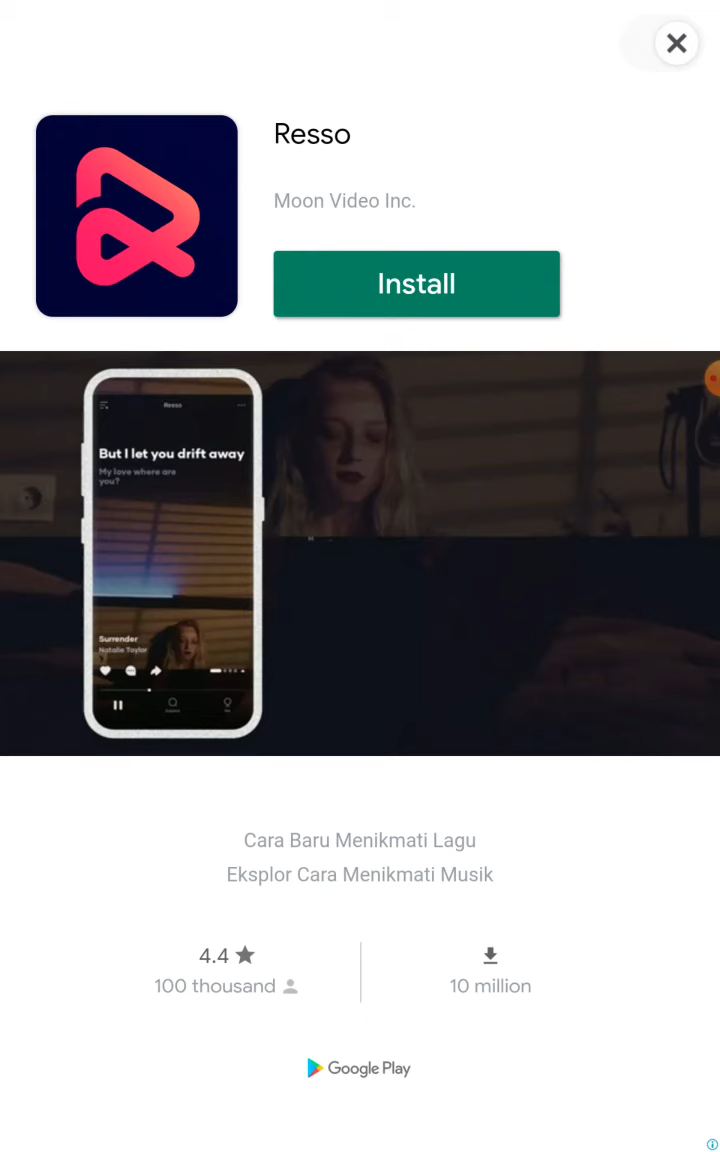 Resso
Moon Video Inc.
Install
Resso
But I let you drift away
My love where are
you?
Surrender
Natalie Taylor
Cara Baru Menikmati Lagu
Eksplor Cara Menikmati Musik
4.4
100 thousand
10 million
Google Play